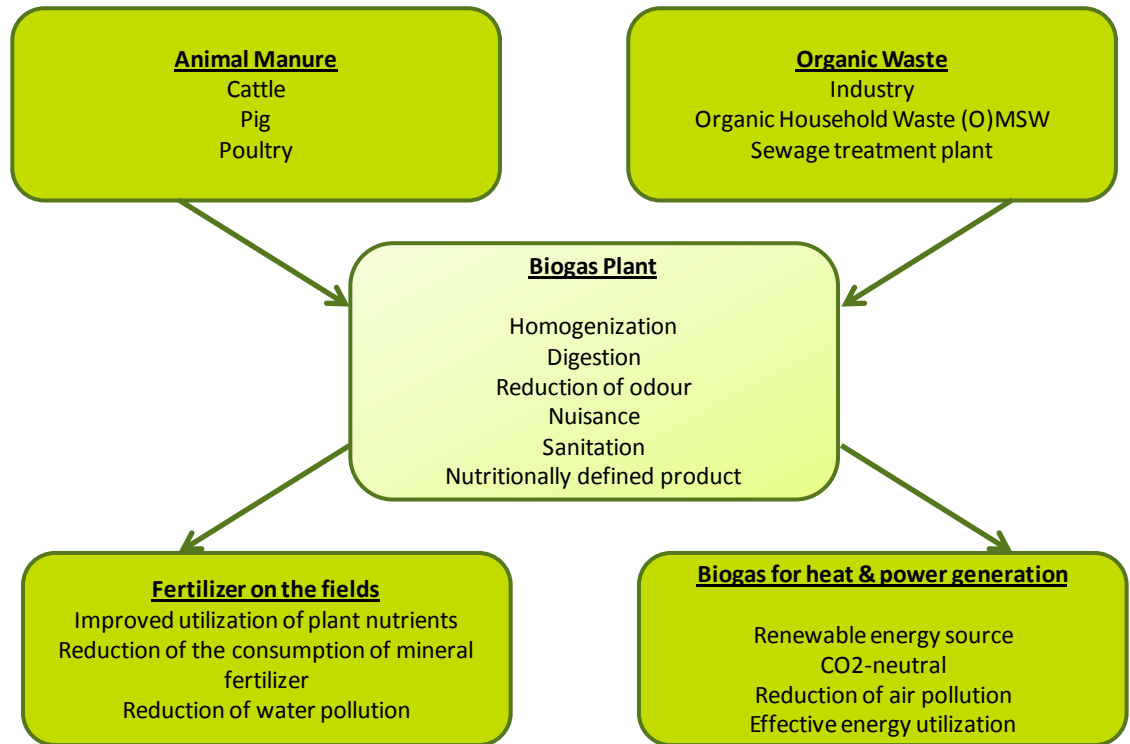 Animal Manure
Cattle
Pig
Poultry
Organic Waste
Industry
Organic Household Waste (O)MSW
Sewage treatment plant
Biogas Plant
Homogenization
Digestion
Reduction of odour
Nuisance
Sanitation
Nutritionally defined product
Fertilizer on the fields
Improved utilization of plant nutrients
Reduction of the consumption of mineral
fertilizer
Reduction of water pollution
Biogas for heat & power generation
Renewable energy source
CO2-neutral
Reduction of air pollution
Effective energy utilization